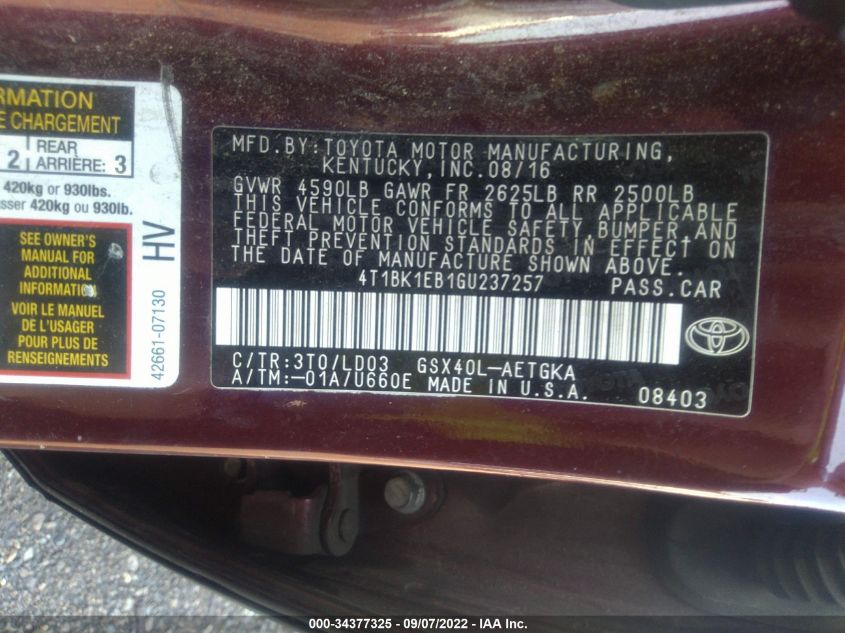 RMATION
E CHARGEMENT
2 REAR
ARRIÈRE: 3
420kg or 930lbs.
sser 420kg ou 930lb.
SEE OWNER'S
MANUAL FOR
ADDITIONAL
INFORMATION
VOIR LE MANUEL
DE L'USAGER
POUR PLUS DE
RENSEIGNEMENTS
HV
42661-07130
MFD.BY:TOYOTA MOTOR MANUFACTURING,
KENTUCKY,INC.08/16
GVWR 4590LB GAWR FR 2625LB RR 2500LB
THIS VEHICLE CONFORMS TO ALL APPLICABLE
FEDERAL MOTOR VEHICLE SAFETY,BUMPER AND
THEFT PREVENTION STANDARDS IN EFFECT ON
THE DATE OF MANUFACTURE SHOWN ABOVE.
4T1BK1EB1GU237257 PASS.CAR
C/TR:3T0/LD03 GSX40L-AETGKA
A/TM:-01A/U660E MADE IN U.S.A. 08403
000-34377325 - 09/07/2022 - IAA Inc.